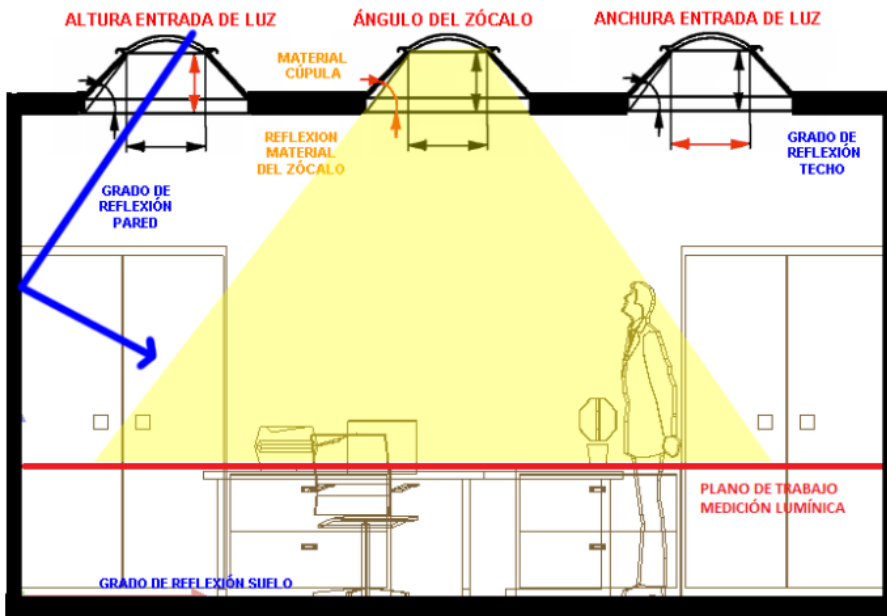 ALTURA ENTRADA DE LUZ
ÁNGULO DEL ZÓCALO
ANCHURA ENTRADA DE LUZ
MATERIAL
CÚPULA
REFLEXION
MATERIAL
DEL ZÓCALO
GRADO DE
REFLEXIÓN
TECHO
GRADO DE
REFLEXIÓN
PARED
PLANO DE TRABAJO
MEDICIÓN LUMÍNICA
GRADO DE REFLEXIÓN SUELO